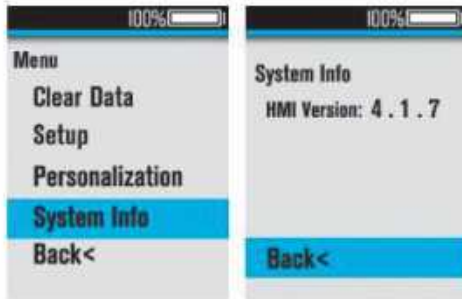 100%
Menu
Clear Data
Setup
Personalization
System Info
Back<
100%
System Info
HMI Version: 4 . 1 . 7
Back<